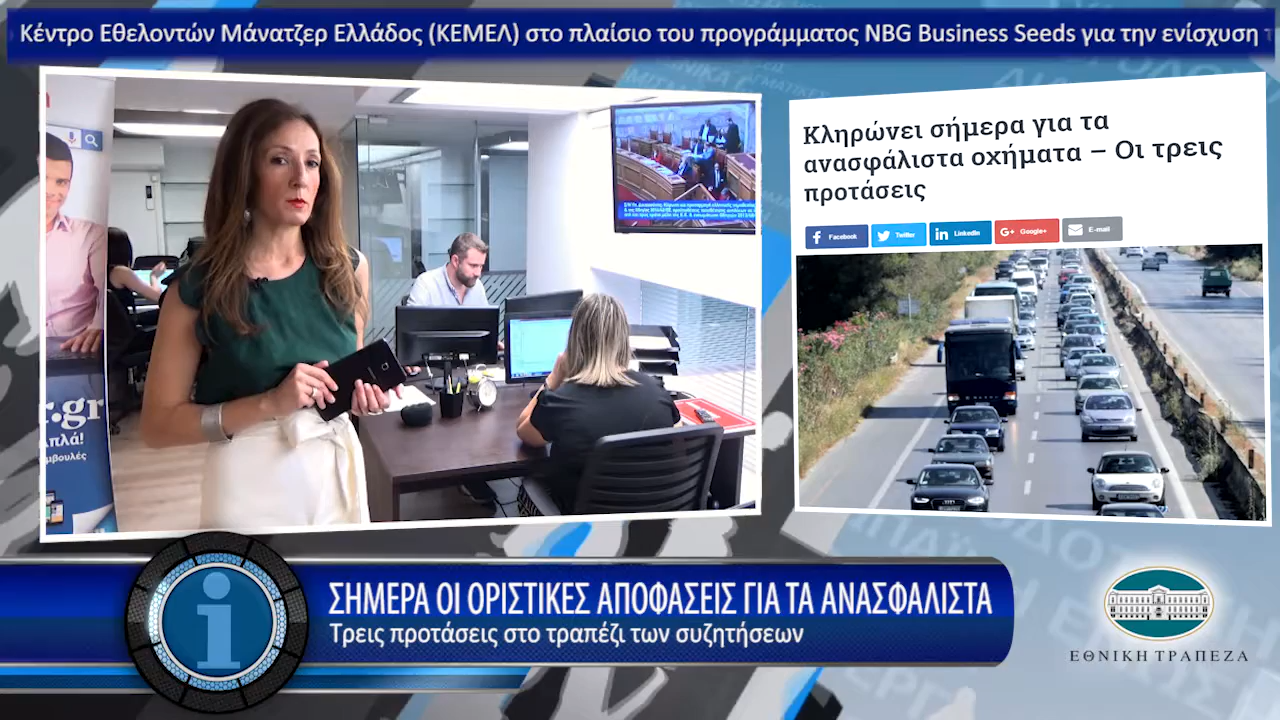 Κέντρο Εθελοντών Μάνατζερ Ελλάδος (ΚΕΜΕΛ) στο πλαίσιο του προγράμματος NBG Business Seeds για την ενίσχυση
Κληρώνει σήμερα για τα
ανασφάλιστα οχήματα – Οι τρεις
προτάσεις
Facebook
Twitter
LinkedIn
Google+
E-mail
r.gr
ΣΗΜΕΡΑ ΟΙ ΟΡΙΣΤΙΚΕΣ ΑΠΟΦΑΣΕΙΣ ΓΙΑ ΤΑ ΑΝΑΣΦΑΛΙΣΤΑ
Τρεις προτάσεις στο τραπέζι των συζητήσεων
ΕΘΝΙΚΗ ΤΡΑΠΕΖΑ